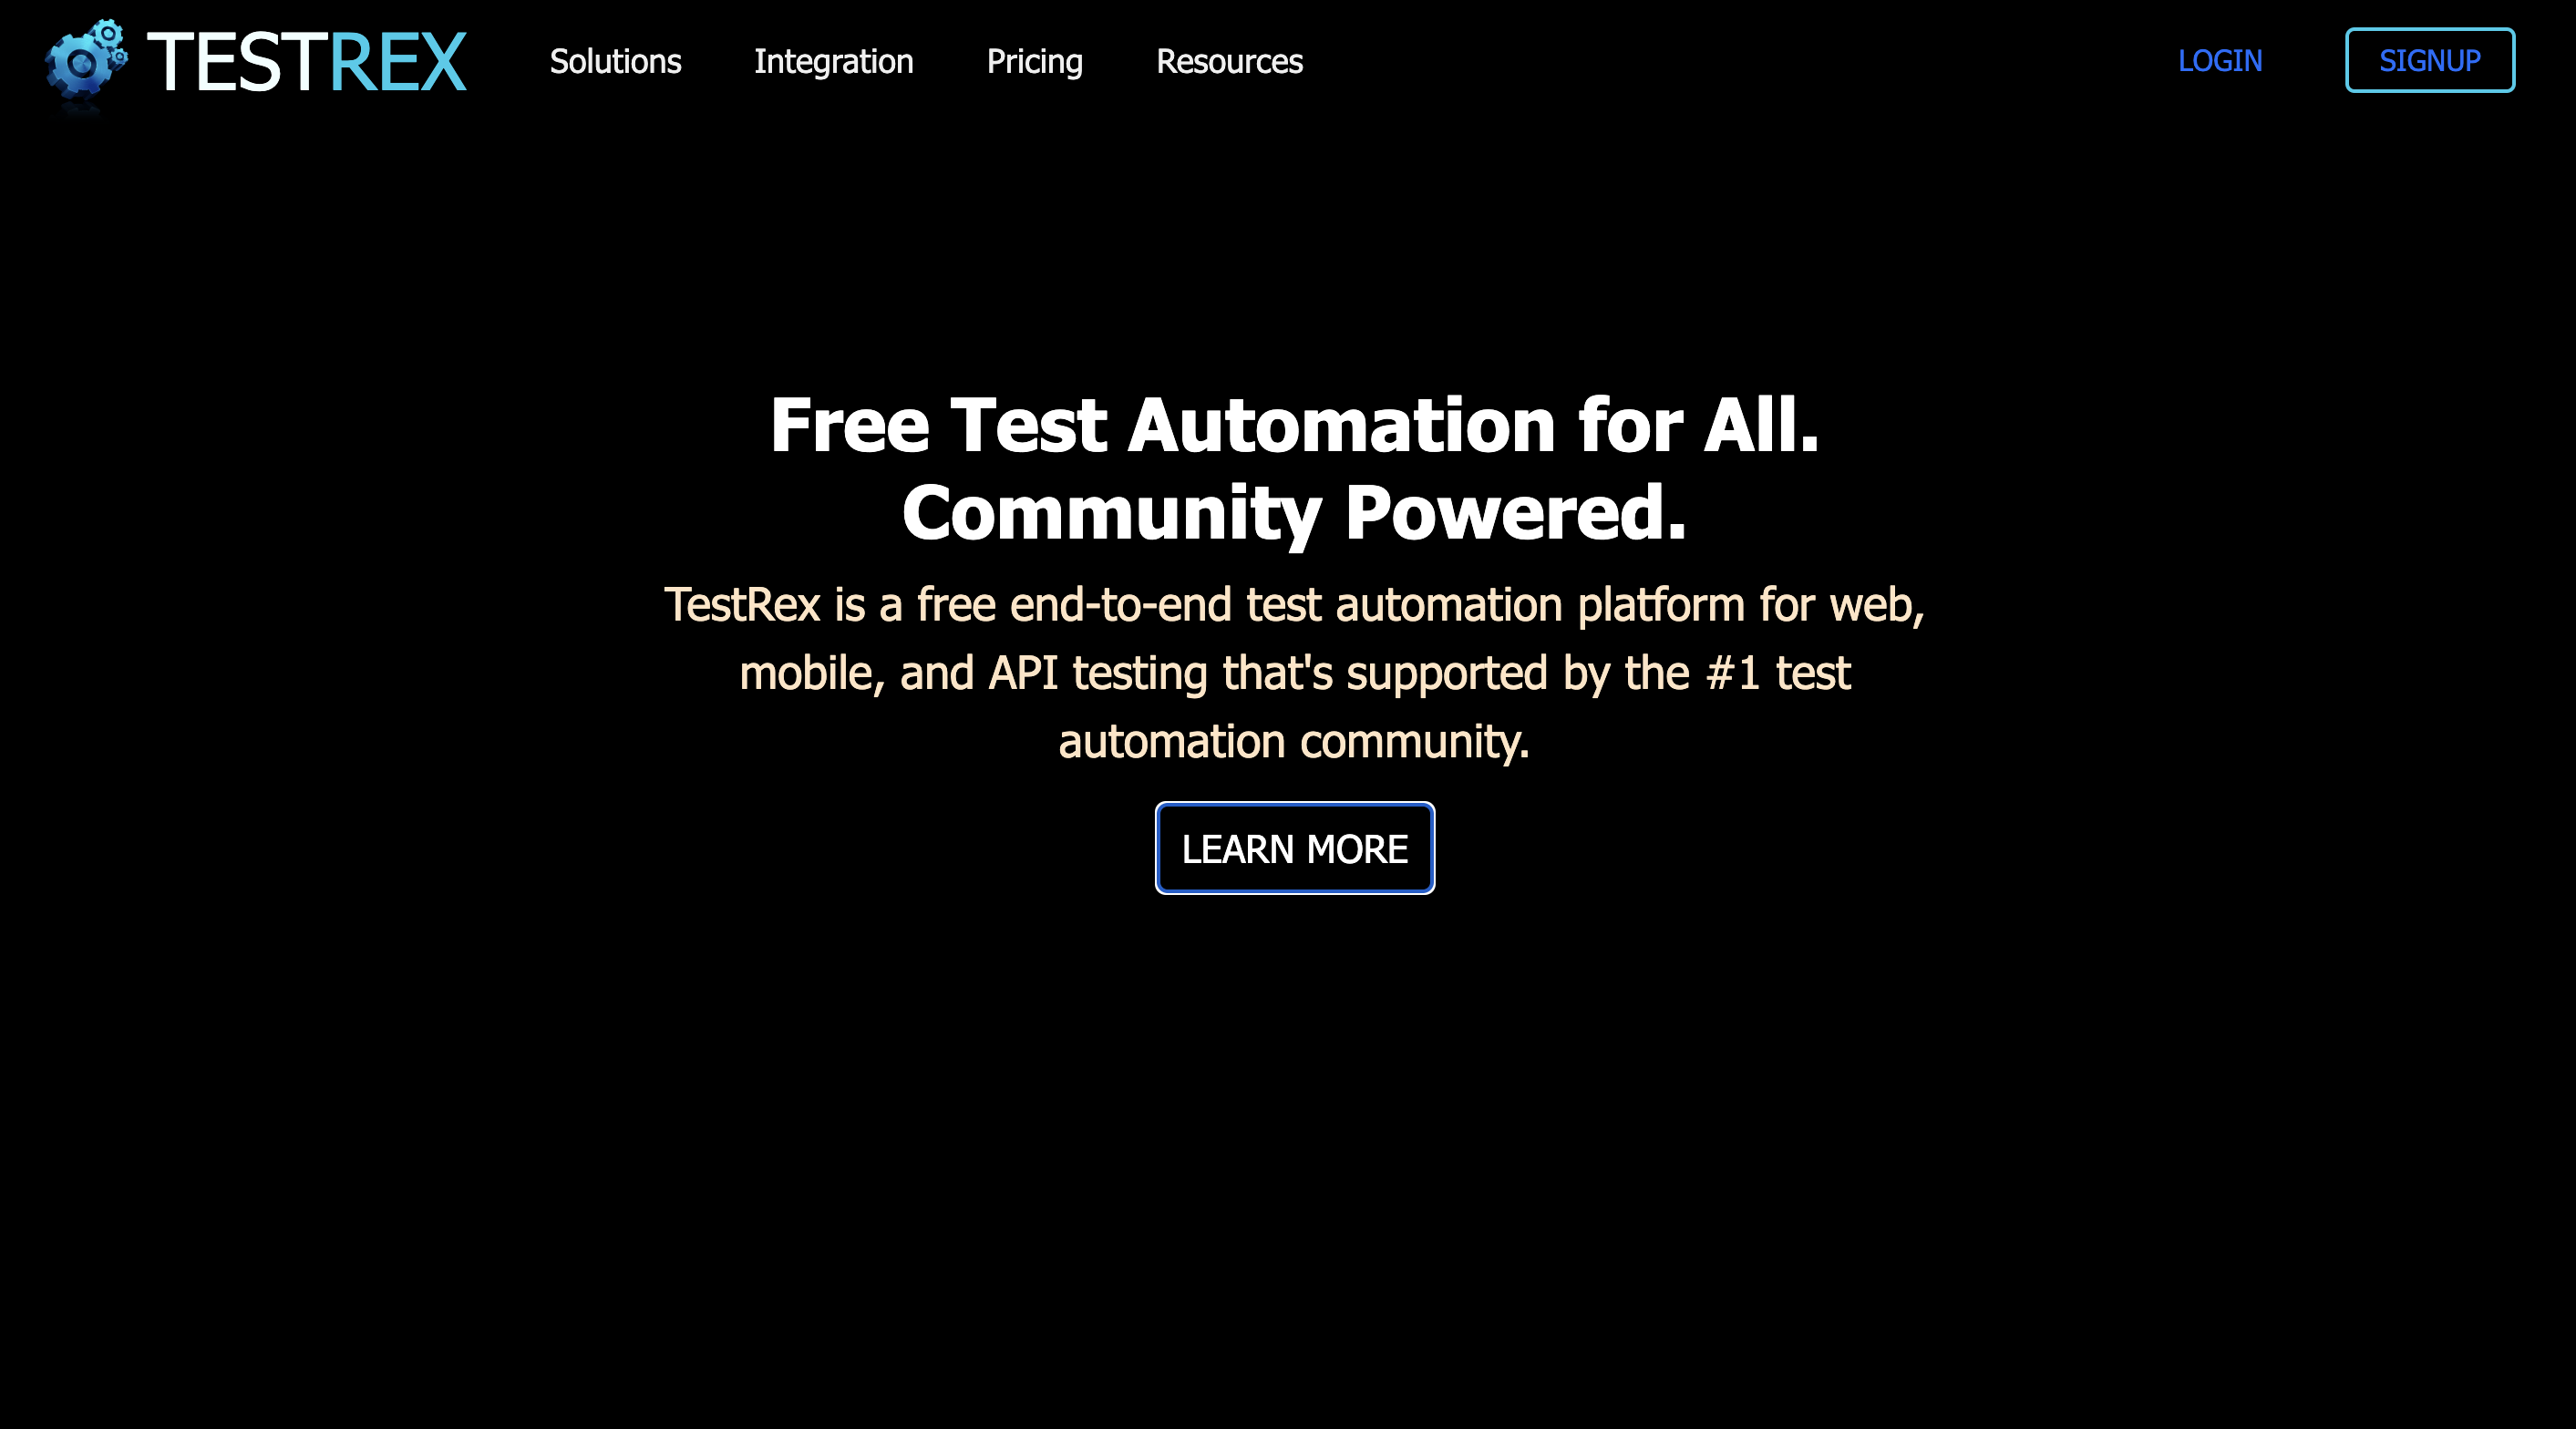 TESTREX
Solutions
Integration
Pricing
Resources
LOGIN
SIGNUP
Free Test Automation for All.
Community Powered.
TestRex is a free end-to-end test automation platform for web,
mobile, and API testing that's supported by the #1 test
automation community.
LEARN MORE